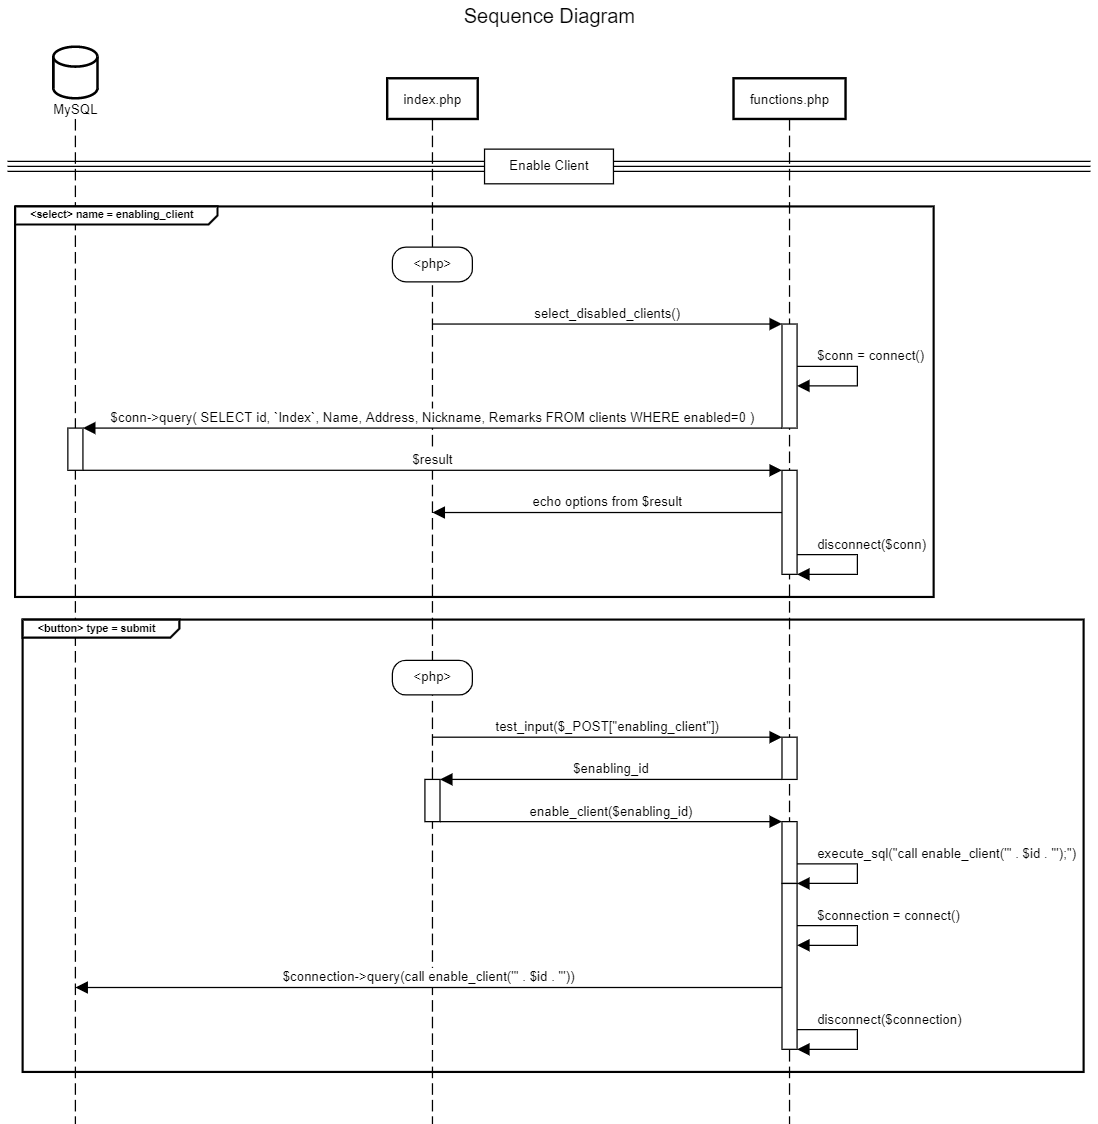 Sequence Diagram
MySQL
index.php
functions.php
Enable Client
<select> name = enabling_client
<php>
select_disabled_clients()
$conn = connect()
$conn->query( SELECT id, `Index`, Name, Address, Nickname, Remarks FROM clients WHERE enabled=0 )
$result
echo options from $result
disconnect($conn)
<button> type = submit
<php>
test_input($_POST["enabling_client"])
$enabling_id
enable_client($enabling_id)
execute_sql("call enable_client('" . $id . "');")
$connection = connect()
$connection->query(call enable_client('" . $id . "'))
disconnect($connection)